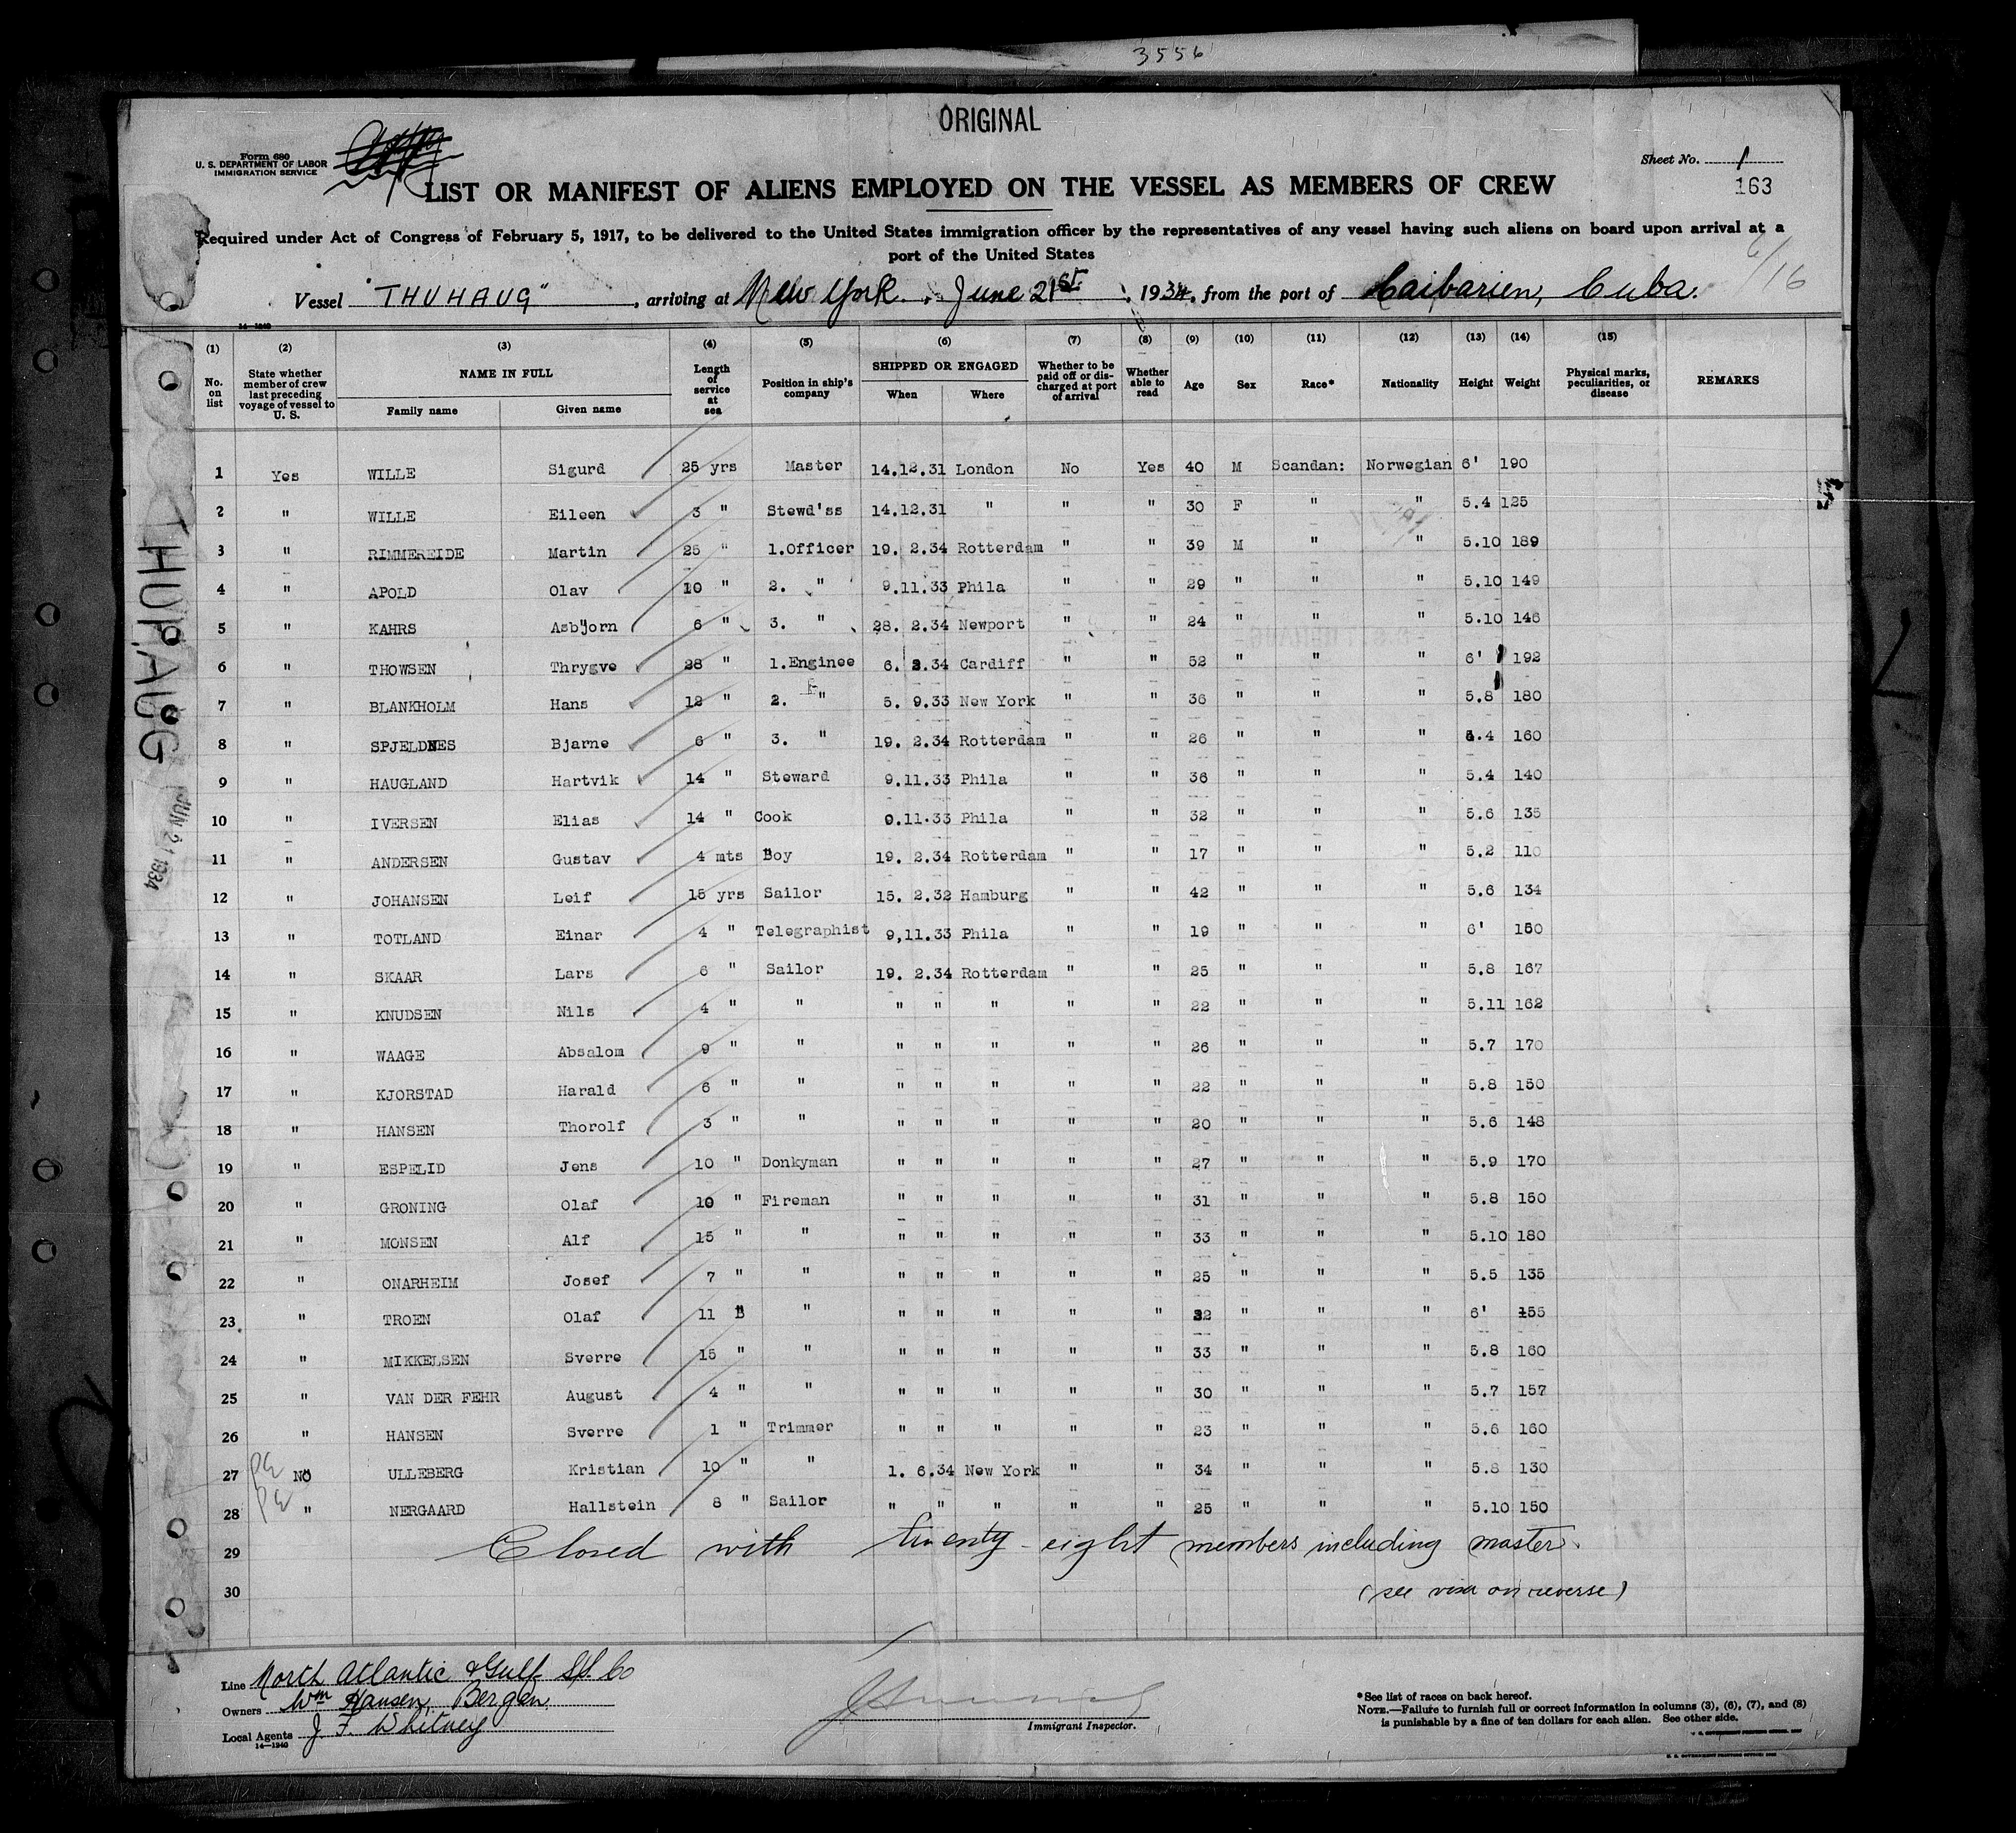 3556
ORIGINAL
Form 680
U. S. DEPARTMENT OF LABOR
IMMIGRATION SERVICE
Sheet No. 1
163
LIST OR MANIFEST OF ALIENS EMPLOYED ON THE VESSEL AS MEMBERS OF CREW
Required under Act of Congress of February 5, 1917, to be delivered to the United States immigration officer by the representatives of any vessel having such aliens on board upon arrival at a
port of the United States
6/16
Vessel "THUHAUG", arriving at New York, June 21st, 1934, from the port of Caibarien, Cuba.
14—1240
(1) (2) (3) (4) (5) (6) (7) (8) (9) (10) (11) (12) (13) (14) (15)
No. on list | State whether member of crew last preceding voyage of vessel to U. S. | NAME IN FULL | Length of service at sea | Position in ship's company | SHIPPED OR ENGAGED | Whether to be paid off or discharged at port of arrival | Whether able to read | Age | Sex | Race* | Nationality | Height | Weight | Physical marks, peculiarities, or disease | REMARKS
Family name | Given name | When | Where
1 Yes WILLE Sigurd 25 yrs Master 14.12.31 London No Yes 40 M Scandan: Norwegian 6' 190
2 " WILLE Eileen 3 " Stewd'ss 14.12.31 " " " 30 F " " 5.4 125
3 " RIMMEREIDE Martin 25 " 1.Officer 19. 2.34 Rotterdam " " 39 M " " 5.10 189
4 " APOLD Olav 10 " 2. " 9.11.33 Phila " " 29 " " " 5.10 149
5 " KAHRS Asbjorn 6 " 3. " 28. 2.34 Newport " " 24 " " " 5.10 146
6 " THOWSEN Thrygve 28 " 1.Enginee 6. 2.34 Cardiff " " 52 " " " 6' 192
7 " BLANKHOLM Hans 12 " 2. " 5. 9.33 New York " " 36 " " " 5.8 180
8 " SPJELDNES Bjarne 6 " 3. " 19. 2.34 Rotterdam " " 26 " " " 5.4 160
9 " HAUGLAND Hartvik 14 " Steward 9.11.33 Phila " " 36 " " " 5.4 140
10 " IVERSEN Elias 14 " Cook 9.11.33 Phila " " 32 " " " 5.6 135
11 " ANDERSEN Gustav 4 mts Boy 19. 2.34 Rotterdam " " 17 " " " 5.2 110
12 " JOHANSEN Leif 15 yrs Sailor 15. 2.32 Hamburg " " 42 " " " 5.6 134
13 " TOTLAND Einar 4 " Telegraphist 9,11.33 Phila " " 19 " " " 6' 150
14 " SKAAR Lars 6 " Sailor 19. 2.34 Rotterdam " " 25 " " " 5.8 167
15 " KNUDSEN Nils 4 " " " " " " " 22 " " " 5.11 162
16 " WAAGE Absalom 9 " " " " " " " 26 " " " 5.7 170
17 " KJORSTAD Harald 6 " " " " " " " 22 " " " 5.8 150
18 " HANSEN Thorolf 3 " " " " " " " 20 " " " 5.6 148
19 " ESPELID Jens 10 " Donkyman " " " " " 27 " " " 5.9 170
20 " GRONING Olaf 10 " Fireman " " " " " 31 " " " 5.8 150
21 " MONSEN Alf 15 " " " " " " " 33 " " " 5.10 180
22 " ONARHEIM Josef 7 " " " " " " " 25 " " " 5.5 135
23 " TROEN Olaf 11 " " " " " " " 32 " " " 6' 155
24 " MIKKELSEN Sverre 15 " " " " " " " 33 " " " 5.8 160
25 " VAN DER FEHR August 4 " " " " " " " 30 " " " 5.7 157
26 " HANSEN Sverre 1 " Trimmer " " " " " 23 " " " 5.6 160
27 No ULLEBERG Kristian 10 " " 1. 6.34 New York " " 34 " " " 5.8 130
28 " NERGAARD Hallstein 8 " Sailor " " " " " 25 " " " 5.10 150
29 Closed with twenty-eight members including master.
30 (see visa on reverse)
THUHAUG
JUN 21 1934
Line North Atlantic & Gulf SS. Co
Owners Wm Hansen, Bergen
Local Agents J. F. Whitney
14—1240
Immigrant Inspector.
*See list of races on back hereof.
NOTE.—Failure to furnish full or correct information in columns (3), (6), (7), and (8)
is punishable by a fine of ten dollars for each alien. See other side.
U. S. GOVERNMENT PRINTING OFFICE